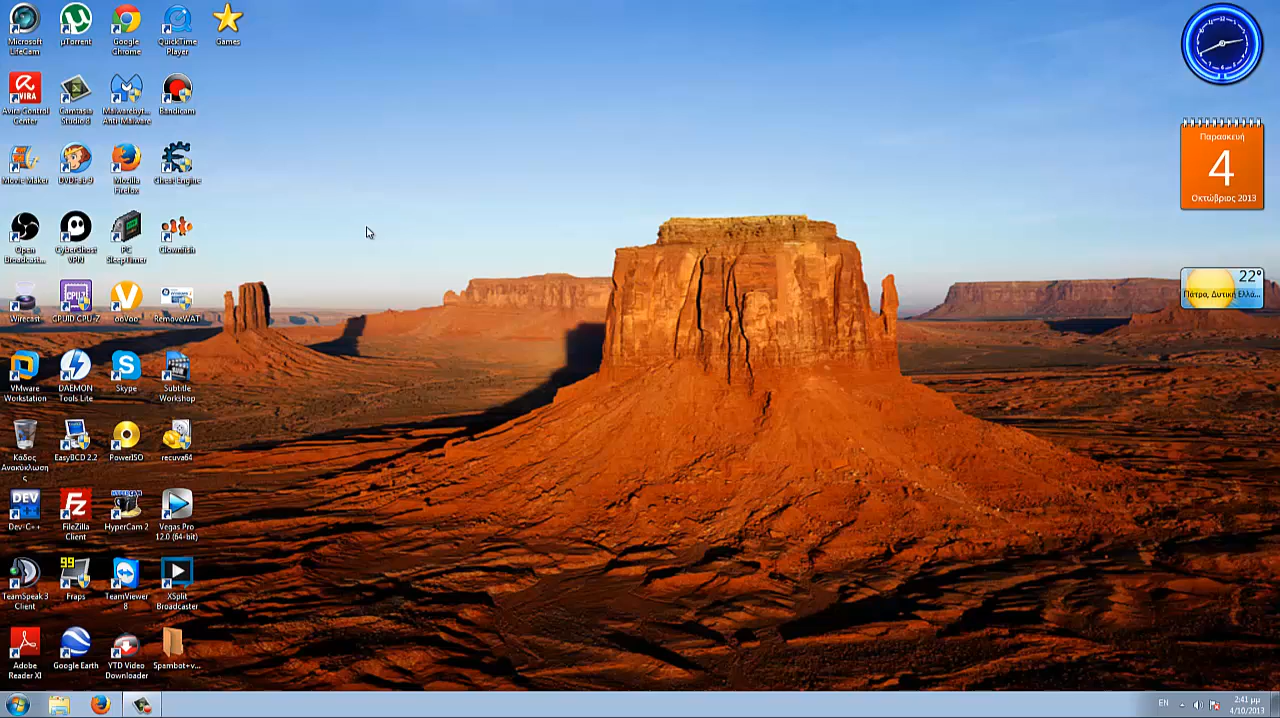 Microsoft LifeCam
µTorrent
Google Chrome
QuickTime Player
Games
Avira Control Center
Camtasia Studio 8
Malwareby... Anti-Malware
Bandicam
Movie Maker
DVDFab 9
Mozilla Firefox
Cheat Engine
Open Broadcast...
CyberGhost VPN
PC SleepTimer
Clownfish
Wirecast
CPUID CPU-Z
ooVoo
RemoveWAT
VMware Workstation
DAEMON Tools Lite
Skype
Subtitle Workshop
Κάδος Ανακύκλωσης
EasyBCD 2.2
PowerISO
recuva64
Dev-C++
FileZilla Client
HyperCam 2
Vegas Pro 12.0 (64-bit)
TeamSpeak 3 Client
Fraps
TeamViewer 8
XSplit Broadcaster
Adobe Reader XI
Google Earth
YTD Video Downloader
Spambot+v...
Παρασκευή
4
Οκτώβριος 2013
22°
Πάτρα, Δυτική Ελλά...
EN
2:41 μμ
4/10/2013